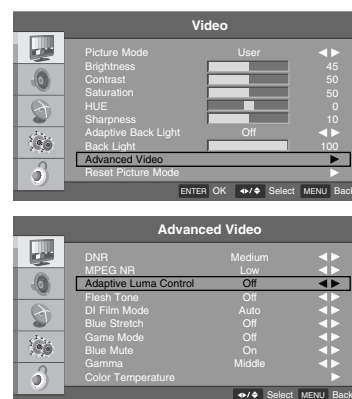 Video
Picture Mode User
Brightness 45
Contrast 50
Saturation 50
HUE 0
Sharpness 10
Adaptive Back Light Off
Back Light 100
Advanced Video
Reset Picture Mode
ENTER OK Select MENU Back
Advanced Video
DNR Medium
MPEG NR Low
Adaptive Luma Control Off
Flesh Tone Off
DI Film Mode Auto
Blue Stretch Off
Game Mode Off
Blue Mute On
Gamma Middle
Color Temperature
Select MENU Back